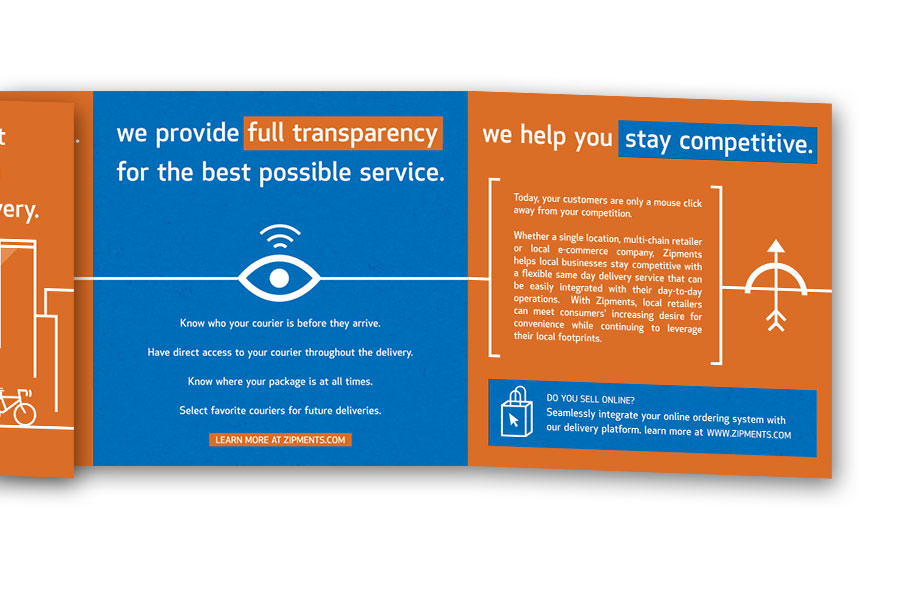 t .
very.
we provide full transparency
for the best possible service.
Know who your courier is before they arrive.
Have direct access to your courier throughout the delivery.
Know where your package is at all times.
Select favorite couriers for future deliveries.
LEARN MORE AT ZIPMENTS.COM
we help you stay competitive.
Today, your customers are only a mouse click
away from your competition.
Whether a single location, multi-chain retailer
or local e-commerce company, Zipments
helps local businesses stay competitive with
a flexible same day delivery service that can
be easily integrated with their day-to-day
operations. With Zipments, local retailers
can meet consumers' increasing desire for
convenience while continuing to leverage
their local footprints.
DO YOU SELL ONLINE?
Seamlessly integrate your online ordering system with
our delivery platform. learn more at WWW.ZIPMENTS.COM